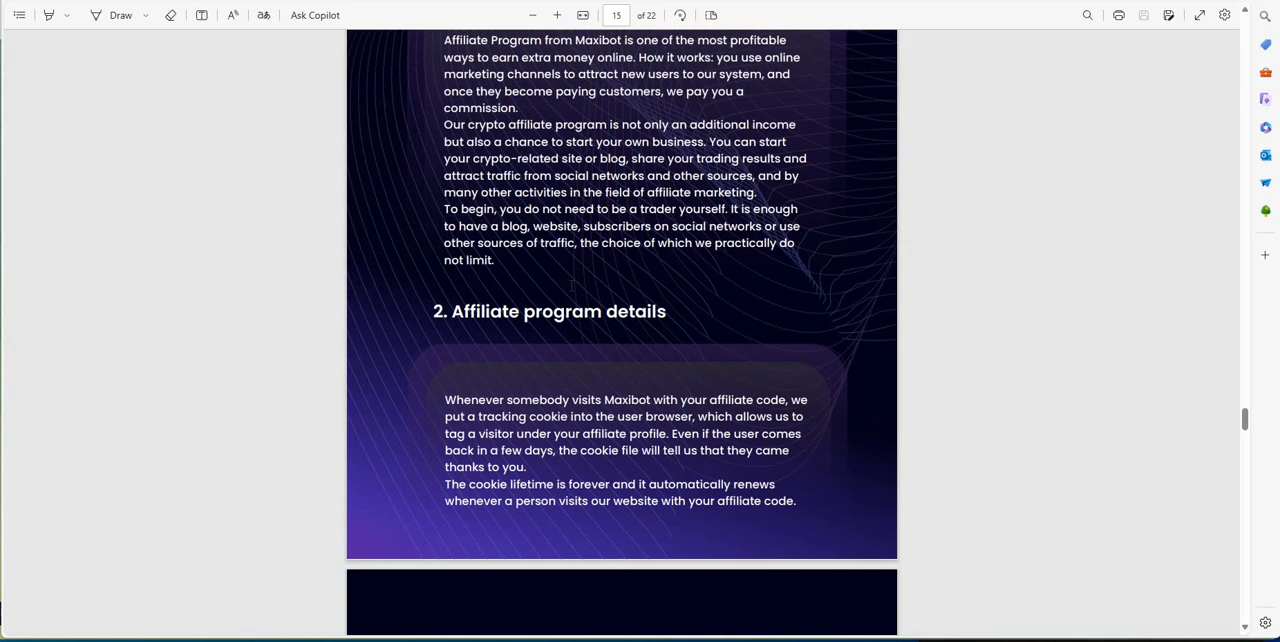 Draw
Ask Copilot
15 of 22
Affiliate Program from Maxibot is one of the most profitable
ways to earn extra money online. How it works: you use online
marketing channels to attract new users to our system, and
once they become paying customers, we pay you a
commission.
Our crypto affiliate program is not only an additional income
but also a chance to start your own business. You can start
your crypto-related site or blog, share your trading results and
attract traffic from social networks and other sources, and by
many other activities in the field of affiliate marketing.
To begin, you do not need to be a trader yourself. It is enough
to have a blog, website, subscribers on social networks or use
other sources of traffic, the choice of which we practically do
not limit.
2. Affiliate program details
Whenever somebody visits Maxibot with your affiliate code, we
put a tracking cookie into the user browser, which allows us to
tag a visitor under your affiliate profile. Even if the user comes
back in a few days, the cookie file will tell us that they came
thanks to you.
The cookie lifetime is forever and it automatically renews
whenever a person visits our website with your affiliate code.